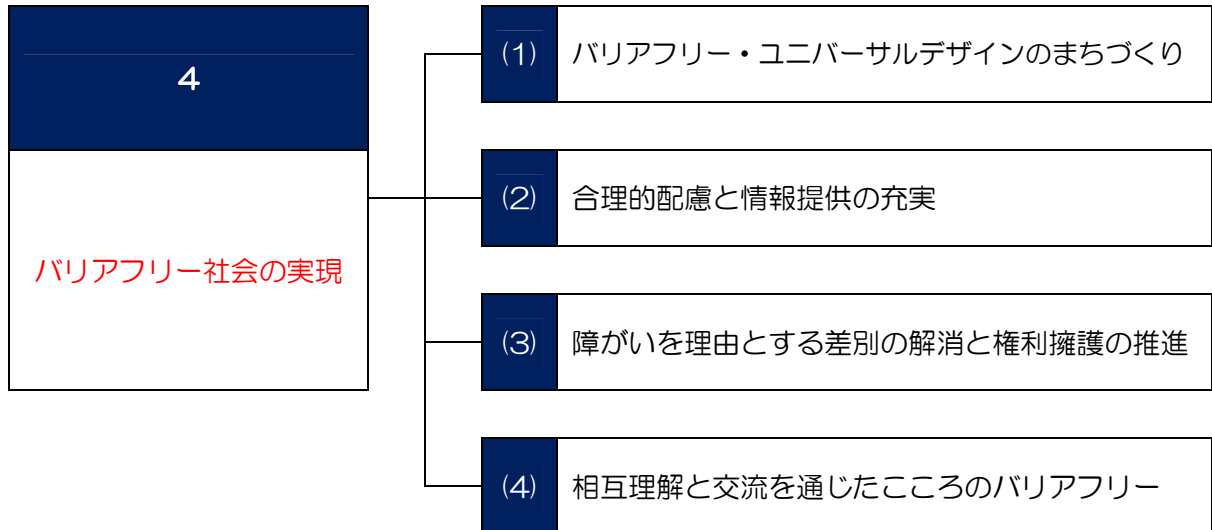 4
バリアフリー社会の実現
(1) バリアフリー・ユニバーサルデザインのまちづくり
(2) 合理的配慮と情報提供の充実
(3) 障がいを理由とする差別の解消と権利擁護の推進
(4) 相互理解と交流を通じたこころのバリアフリー